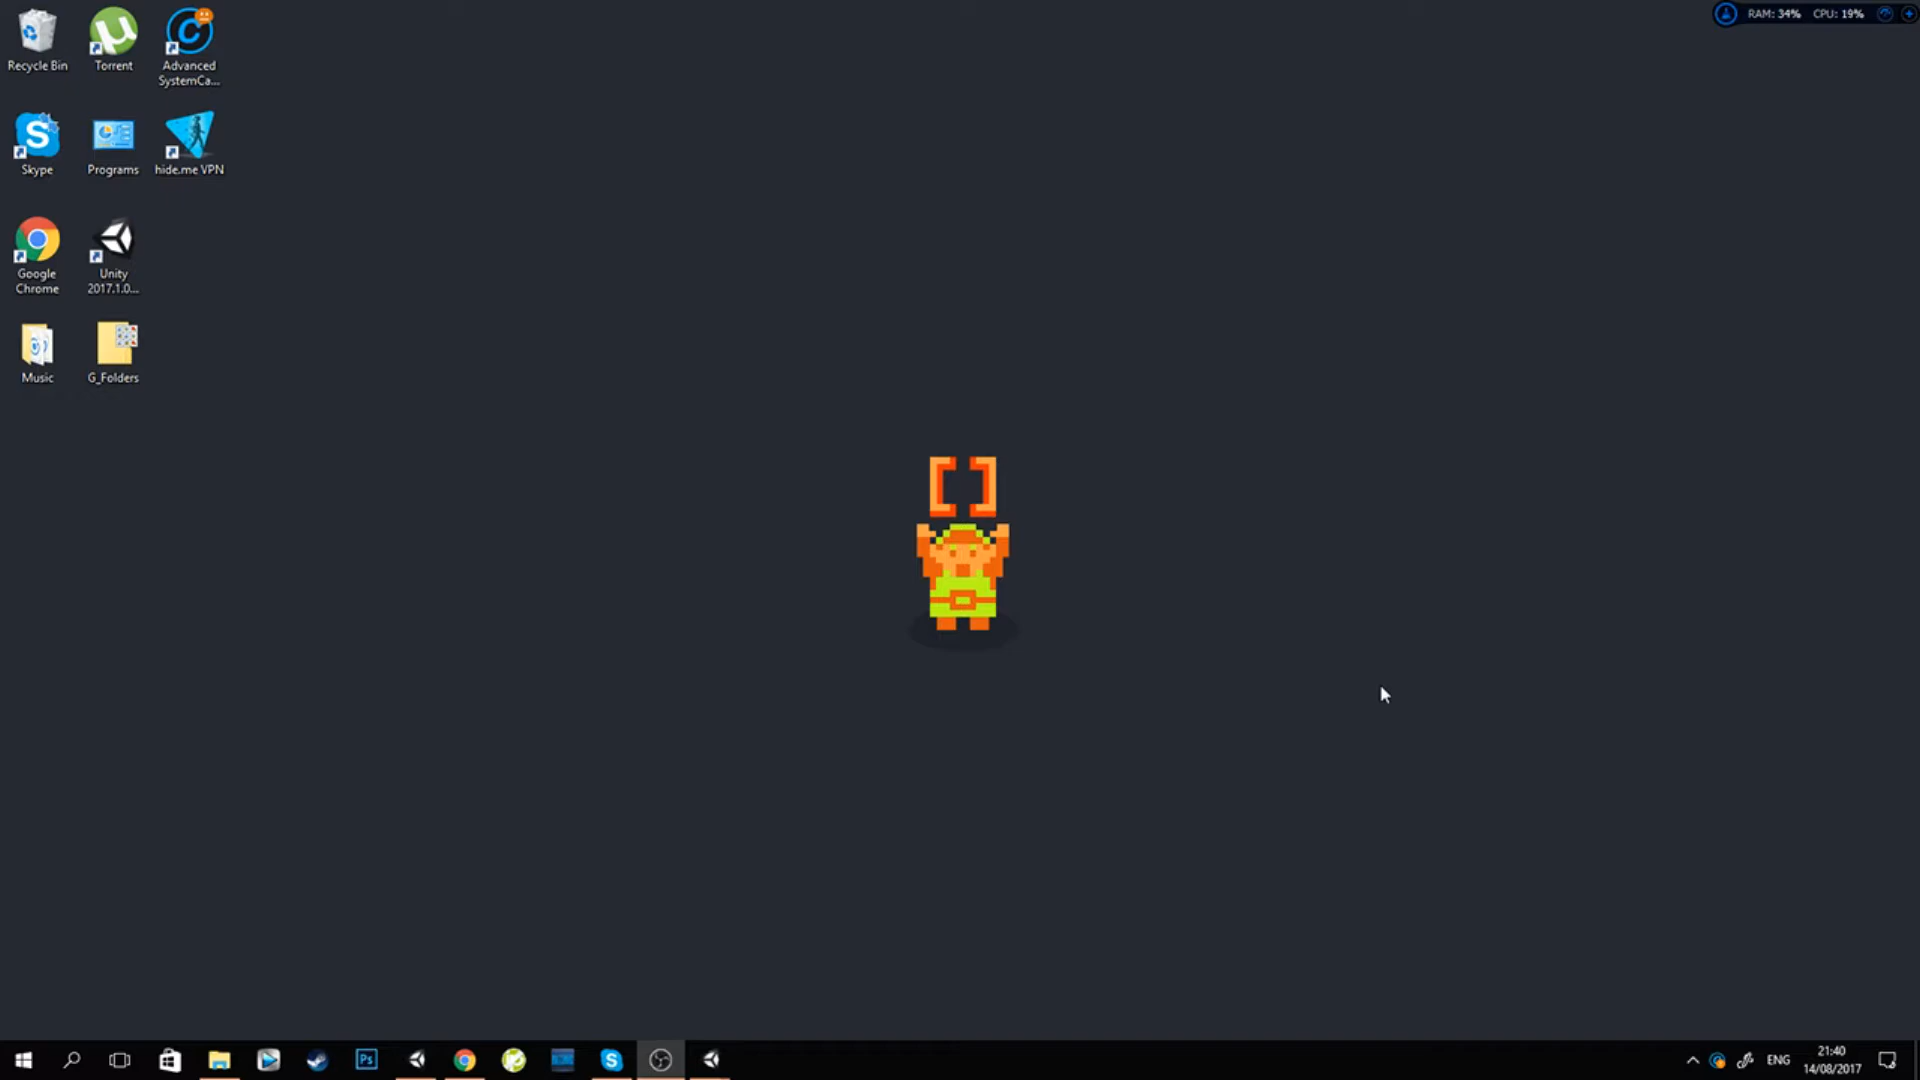 RAM: 34% CPU: 19%
Recycle Bin
Torrent
Advanced
SystemCa...
Skype
Programs
hide.me VPN
Google
Chrome
Unity
2017.1.0...
Music
G_Folders
Ps
ENG
21:40
14/08/2017